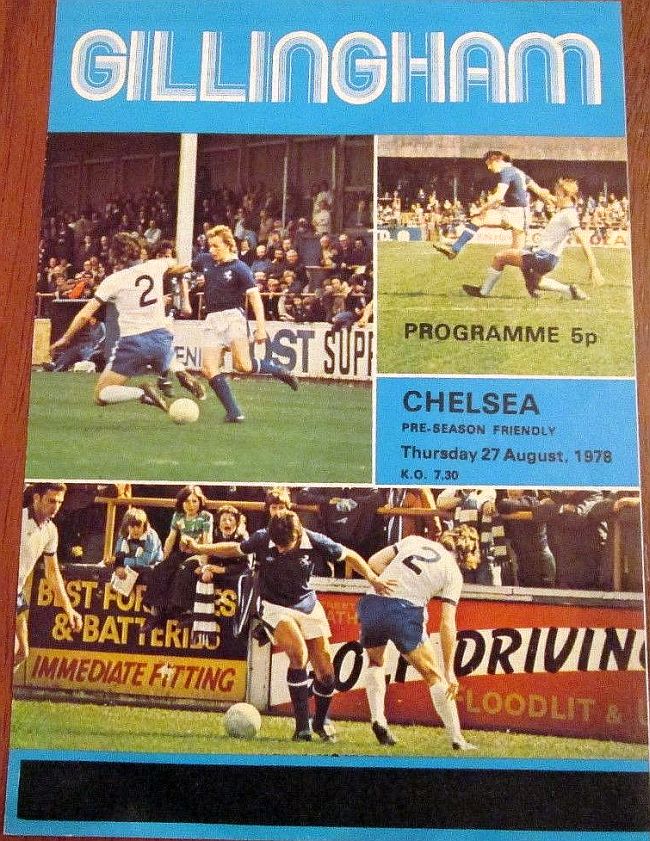 GILLINGHAM
2
ST SUPP
PROGRAMME 5p
CHELSEA
PRE-SEASON FRIENDLY
Thursday 27 August, 1978
K.O. 7.30
2
BEST FOR
& BATTERIES
IMMEDIATE FITTING
DRIVING
FLOODLIT &